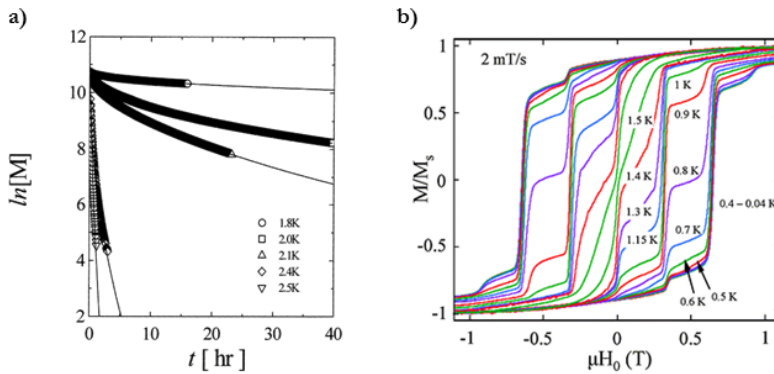 a)
12
10
8
6
4
2
ln[M]
0
10
20
30
40
t [ hr ]
1.8K
2.0K
2.1K
2.4K
2.5K
b)
2 mT/s
1
0.5
0
-0.5
-1
M/Ms
1 K
0.9 K
1.5 K
1.4 K
0.8 K
1.3 K
0.4 – 0.04 K
1.15 K
0.7 K
0.6 K
0.5 K
-1
-0.5
0
0.5
1
μH0 (T)